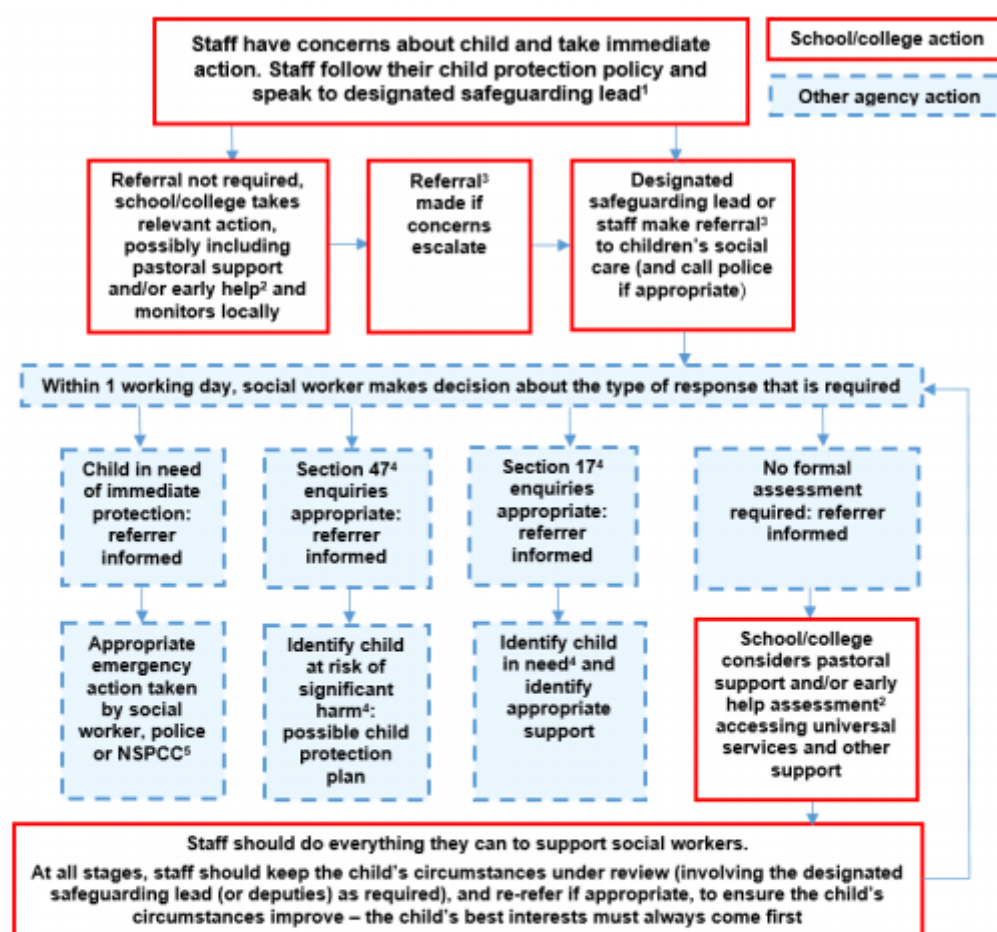 Staff have concerns about child and take immediate
action. Staff follow their child protection policy and
speak to designated safeguarding lead¹
School/college action
Other agency action
Referral not required,
school/college takes
relevant action,
possibly including
pastoral support
and/or early help² and
monitors locally
Referral³
made if
concerns
escalate
Designated
safeguarding lead or
staff make referral³
to children's social
care (and call police
if appropriate)
Within 1 working day, social worker makes decision about the type of response that is required
Child in need
of immediate
protection:
referrer
informed
Section 47⁴
enquiries
appropriate:
referrer
informed
Section 17⁴
enquiries
appropriate:
referrer
informed
No formal
assessment
required: referrer
informed
Appropriate
emergency
action taken
by social
worker, police
or NSPCC⁵
Identify child
at risk of
significant
harm⁴:
possible child
protection
plan
Identify child
in need⁴ and
identify
appropriate
support
School/college
considers pastoral
support and/or early
help assessment²
accessing universal
services and other
support
Staff should do everything they can to support social workers.
At all stages, staff should keep the child's circumstances under review (involving the designated
safeguarding lead (or deputies) as required), and re-refer if appropriate, to ensure the child's
circumstances improve – the child's best interests must always come first